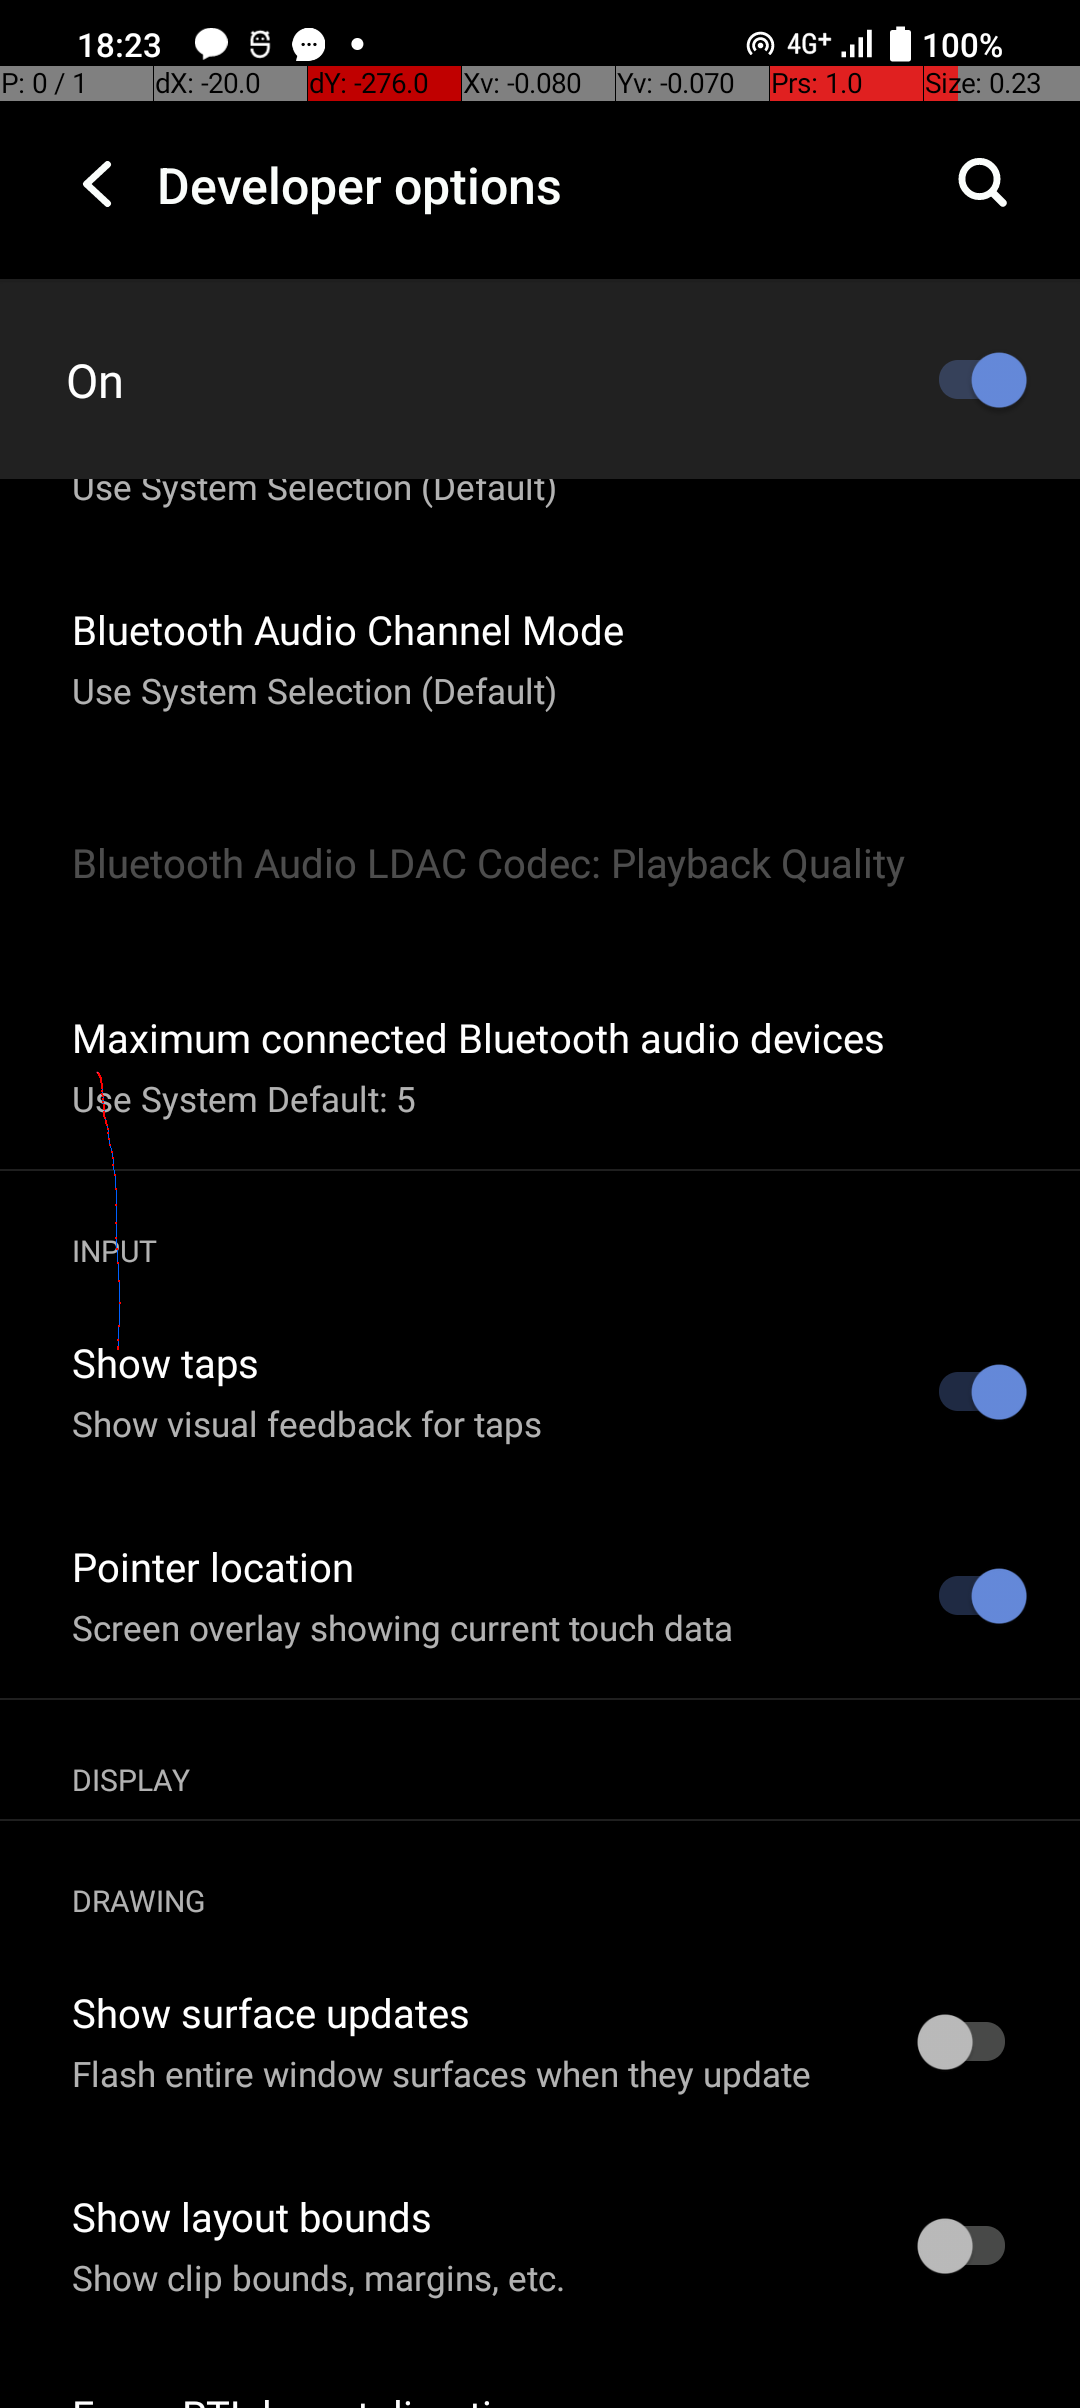 18:23 4G+ 100%
P: 0 / 1 dX: -20.0 dY: -276.0 Xv: -0.080 Yv: -0.070 Prs: 1.0 Size: 0.23
Developer options
On
Use System Selection (Default)
Bluetooth Audio Channel Mode
Use System Selection (Default)
Bluetooth Audio LDAC Codec: Playback Quality
Maximum connected Bluetooth audio devices
Use System Default: 5
INPUT
Show taps
Show visual feedback for taps
Pointer location
Screen overlay showing current touch data
DISPLAY
DRAWING
Show surface updates
Flash entire window surfaces when they update
Show layout bounds
Show clip bounds, margins, etc.